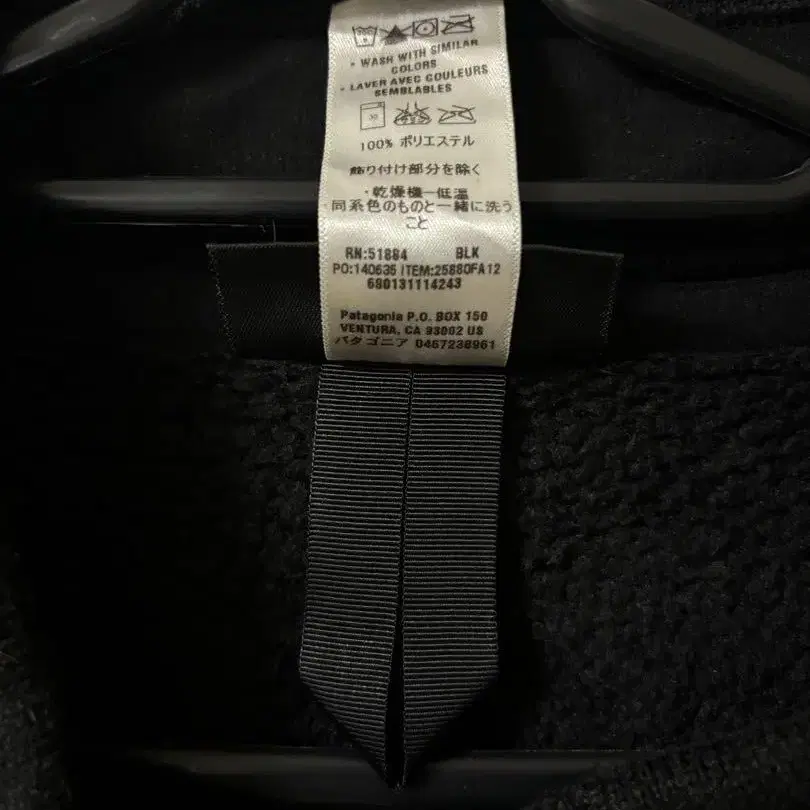 • WASH WITH SIMILAR
COLORS
• LAVER AVEC COULEURS
SEMBLABLES
30
100% ポリエステル
飾り付け部分を除く
・乾燥機ー低温
・同系色のものと一緒に洗う
こと
RN:51884 BLK
PO:140635 ITEM:25880FA12
680131114243
Patagonia P.O. BOX 150
VENTURA, CA 93002 US
パタゴニア 0467238961